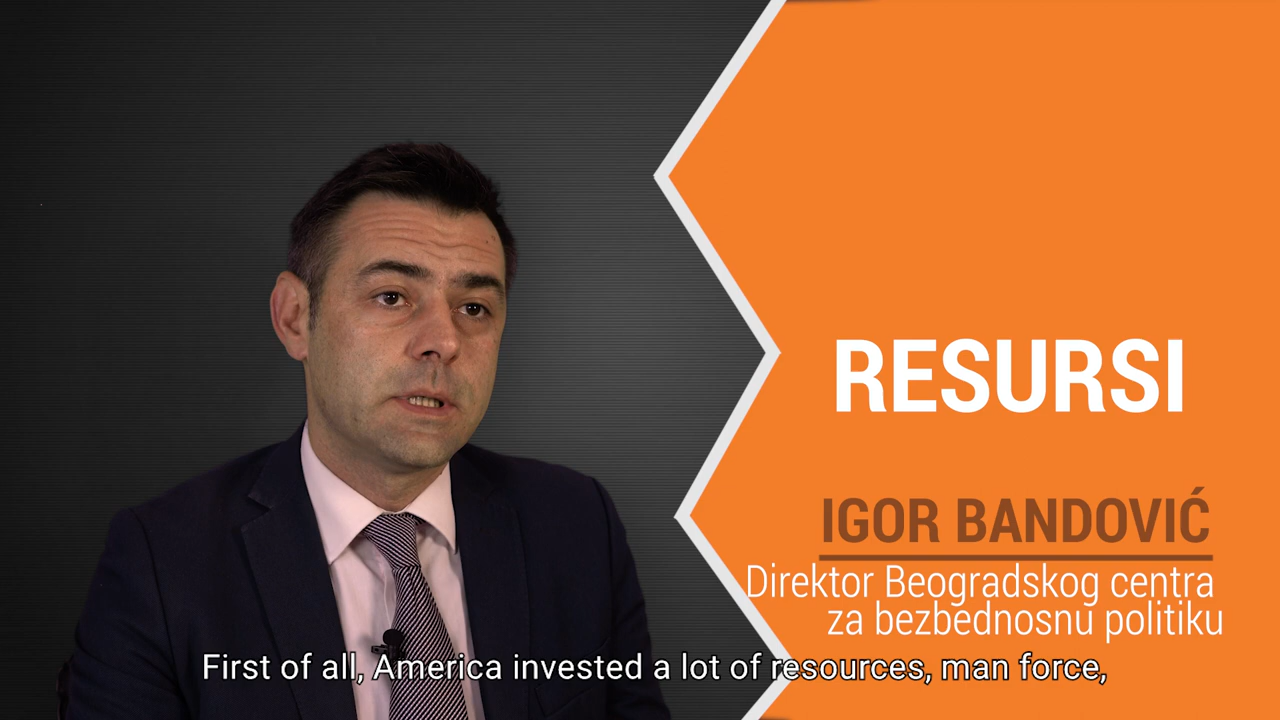 RESURSI
IGOR BANDOVIĆ
Direktor Beogradskog centra
za bezbednosnu politiku
First of all, America invested a lot of resources, man force,